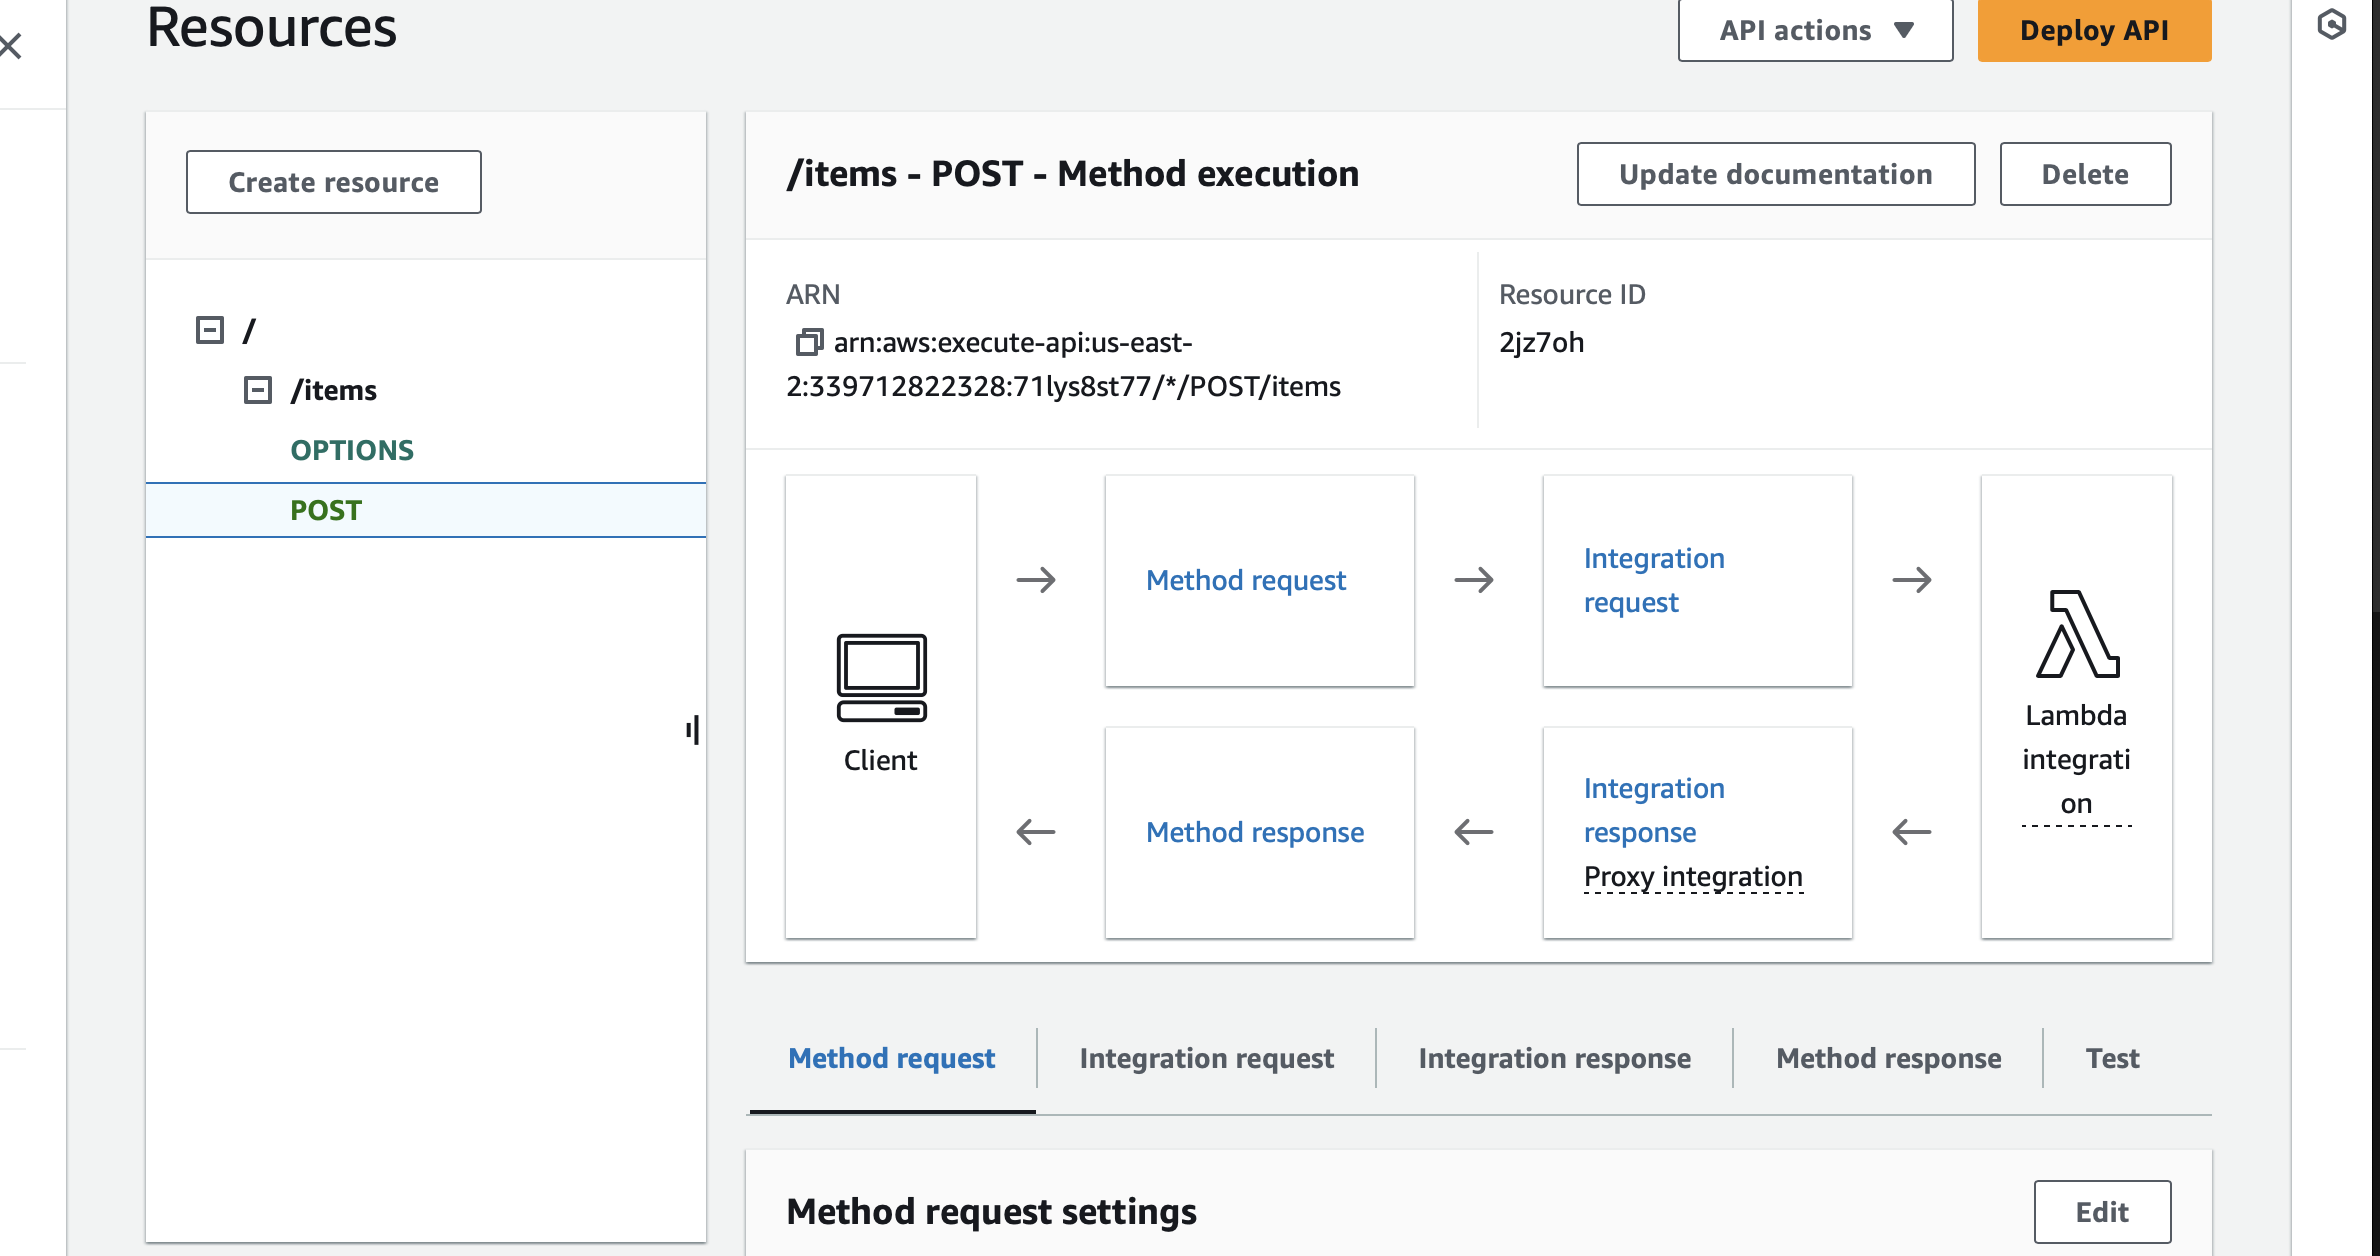 Resources
API actions
Deploy API
Create resource
/
/items
OPTIONS
POST
/items - POST - Method execution
Update documentation
Delete
ARN
arn:aws:execute-api:us-east-
2:339712822328:71lys8st77/*/POST/items
Resource ID
2jz7oh
Client
Method request
Integration
request
Lambda
integrati
on
Method response
Integration
response
Proxy integration
Method request
Integration request
Integration response
Method response
Test
Method request settings
Edit